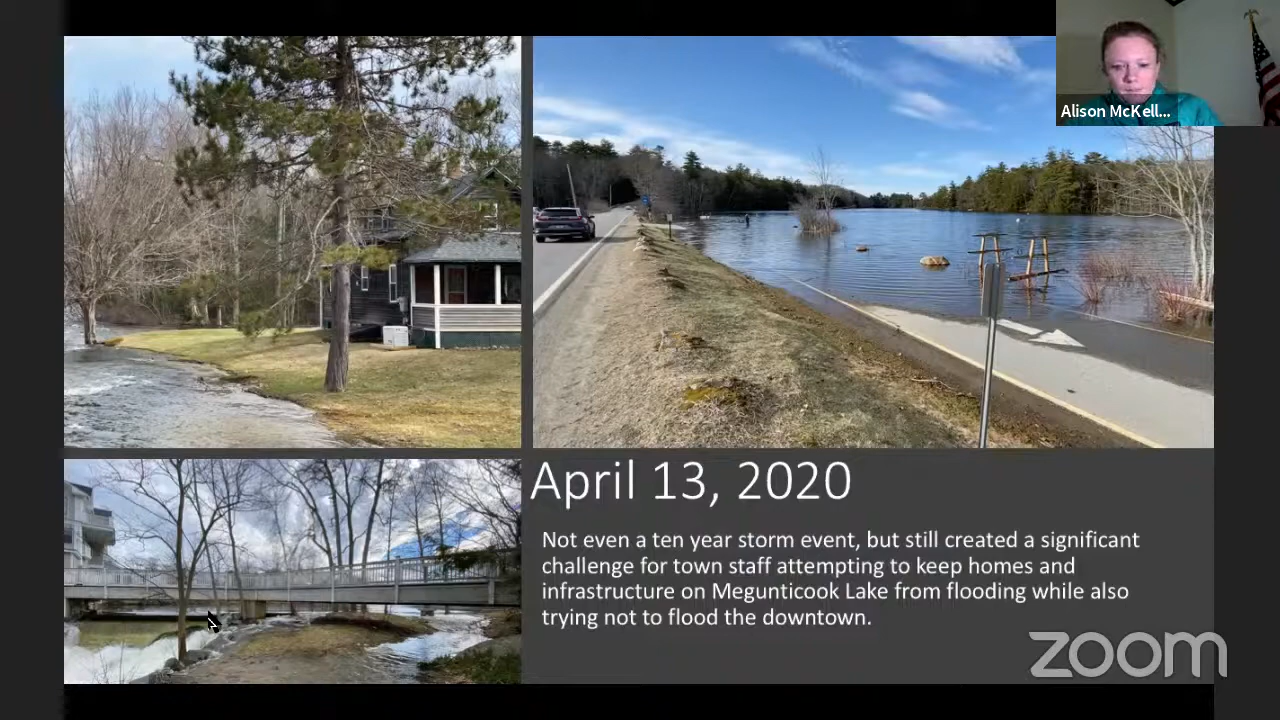 Alison McKell...
April 13, 2020
Not even a ten year storm event, but still created a significant
challenge for town staff attempting to keep homes and
infrastructure on Megunticook Lake from flooding while also
trying not to flood the downtown.
zoom